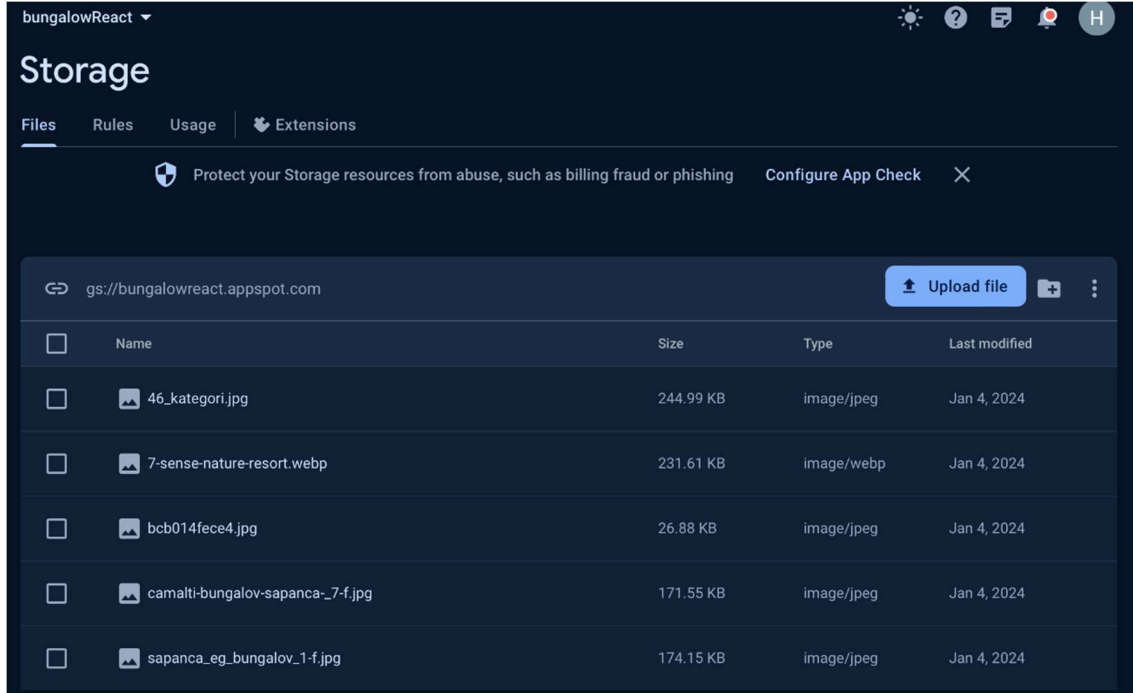 bungalowReact
H
Storage
Files Rules Usage Extensions
Protect your Storage resources from abuse, such as billing fraud or phishing Configure App Check
gs://bungalowreact.appspot.com Upload file
Name Size Type Last modified
46_kategori.jpg 244.99 KB image/jpeg Jan 4, 2024
7-sense-nature-resort.webp 231.61 KB image/webp Jan 4, 2024
bcb014fece4.jpg 26.88 KB image/jpeg Jan 4, 2024
camalti-bungalov-sapanca-_7-f.jpg 171.55 KB image/jpeg Jan 4, 2024
sapanca_eg_bungalov_1-f.jpg 174.15 KB image/jpeg Jan 4, 2024